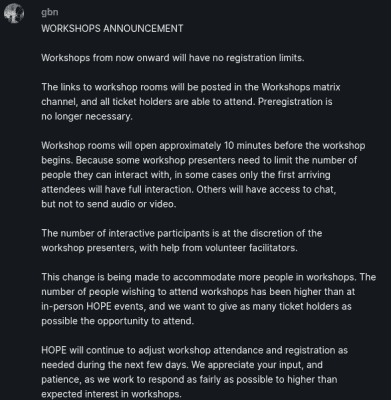 gbn
WORKSHOPS ANNOUNCEMENT
Workshops from now onward will have no registration limits.
The links to workshop rooms will be posted in the Workshops matrix
channel, and all ticket holders are able to attend. Preregistration is
no longer necessary.
Workshop rooms will open approximately 10 minutes before the workshop
begins. Because some workshop presenters need to limit the number of
people they can interact with, in some cases only the first arriving
attendees will have full interaction. Others will have access to chat,
but not to send audio or video.
The number of interactive participants is at the discretion of the
workshop presenters, with help from volunteer facilitators.
This change is being made to accommodate more people in workshops. The
number of people wishing to attend workshops has been higher than at
in-person HOPE events, and we want to give as many ticket holders as
possible the opportunity to attend.
HOPE will continue to adjust workshop attendance and registration as
needed during the next few days. We appreciate your input, and
patience, as we work to respond as fairly as possible to higher than
expected interest in workshops.